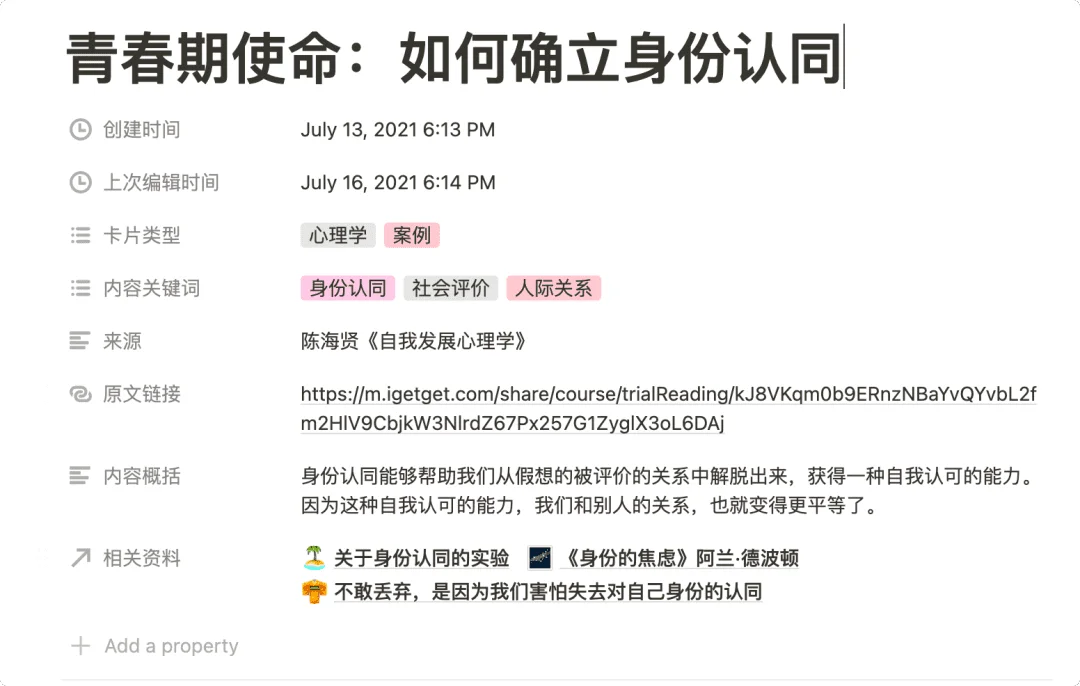 青春期使命：如何确立身份认同
创建时间 July 13, 2021 6:13 PM
上次编辑时间 July 16, 2021 6:14 PM
卡片类型 心理学 案例
内容关键词 身份认同 社会评价 人际关系
来源 陈海贤《自我发展心理学》
原文链接 https://m.igetget.com/share/course/trialReading/kJ8VKqm0b9ERnzNBaYvQYvbL2f
m2HlV9CbjkW3NlrdZ67Px257G1ZyglX3oL6DAj
内容概括 身份认同能够帮助我们从假想的被评价的关系中解脱出来，获得一种自我认可的能力。
因为这种自我认可的能力，我们和别人的关系，也就变得更平等了。
相关资料 关于身份认同的实验 《身份的焦虑》阿兰·德波顿
不敢丢弃，是因为我们害怕失去对自己身份的认同
Add a property